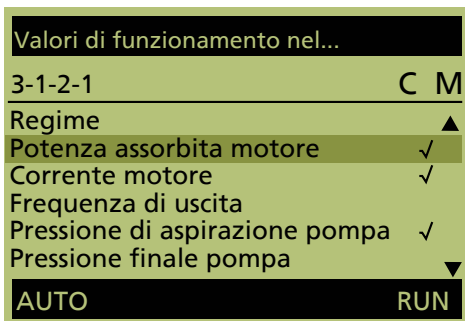 Valori di funzionamento nel...
3-1-2-1 C M
Regime
Potenza assorbita motore √
Corrente motore √
Frequenza di uscita
Pressione di aspirazione pompa √
Pressione finale pompa
AUTO RUN